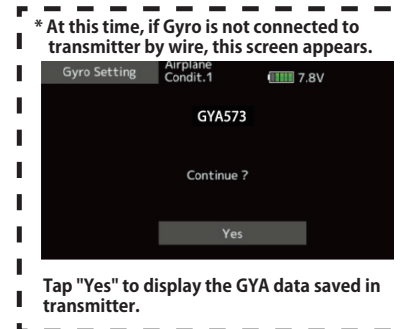 * At this time, if Gyro is not connected to
transmitter by wire, this screen appears.
Gyro Setting
Airplane
Condit.1
7.8V
GYA573
Continue ?
Yes
Tap "Yes" to display the GYA data saved in
transmitter.